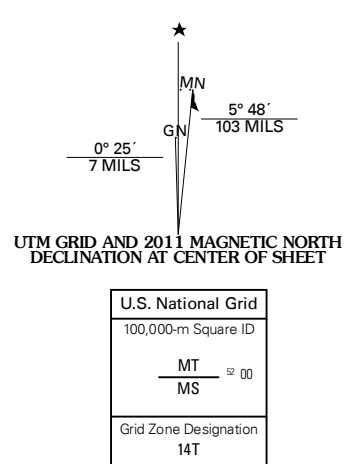 ★
MN
GN
5° 48´
103 MILS
0° 25´
7 MILS
UTM GRID AND 2011 MAGNETIC NORTH
DECLINATION AT CENTER OF SHEET
U.S. National Grid
100,000-m Square ID
MT
52 00
MS
Grid Zone Designation
14T